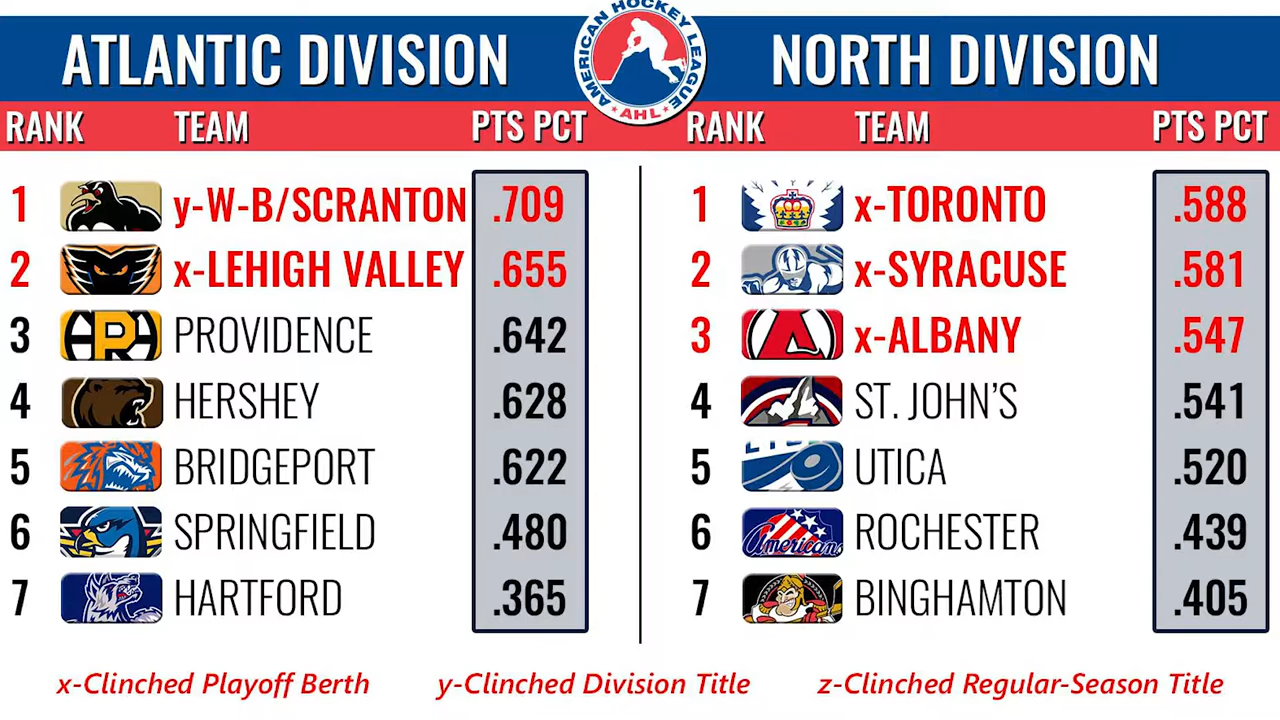 ATLANTIC DIVISION
AMERICAN HOCKEY LEAGUE
AHL
NORTH DIVISION
RANK TEAM PTS PCT
1 y-W-B/SCRANTON .709
2 x-LEHIGH VALLEY .655
3 P PROVIDENCE .642
4 HERSHEY .628
5 BRIDGEPORT .622
6 SPRINGFIELD .480
7 HARTFORD .365
RANK TEAM PTS PCT
1 x-TORONTO .588
2 x-SYRACUSE .581
3 A x-ALBANY .547
4 ST. JOHN'S .541
5 UTICA .520
6 Americans ROCHESTER .439
7 BINGHAMTON .405
x-Clinched Playoff Berth y-Clinched Division Title z-Clinched Regular-Season Title